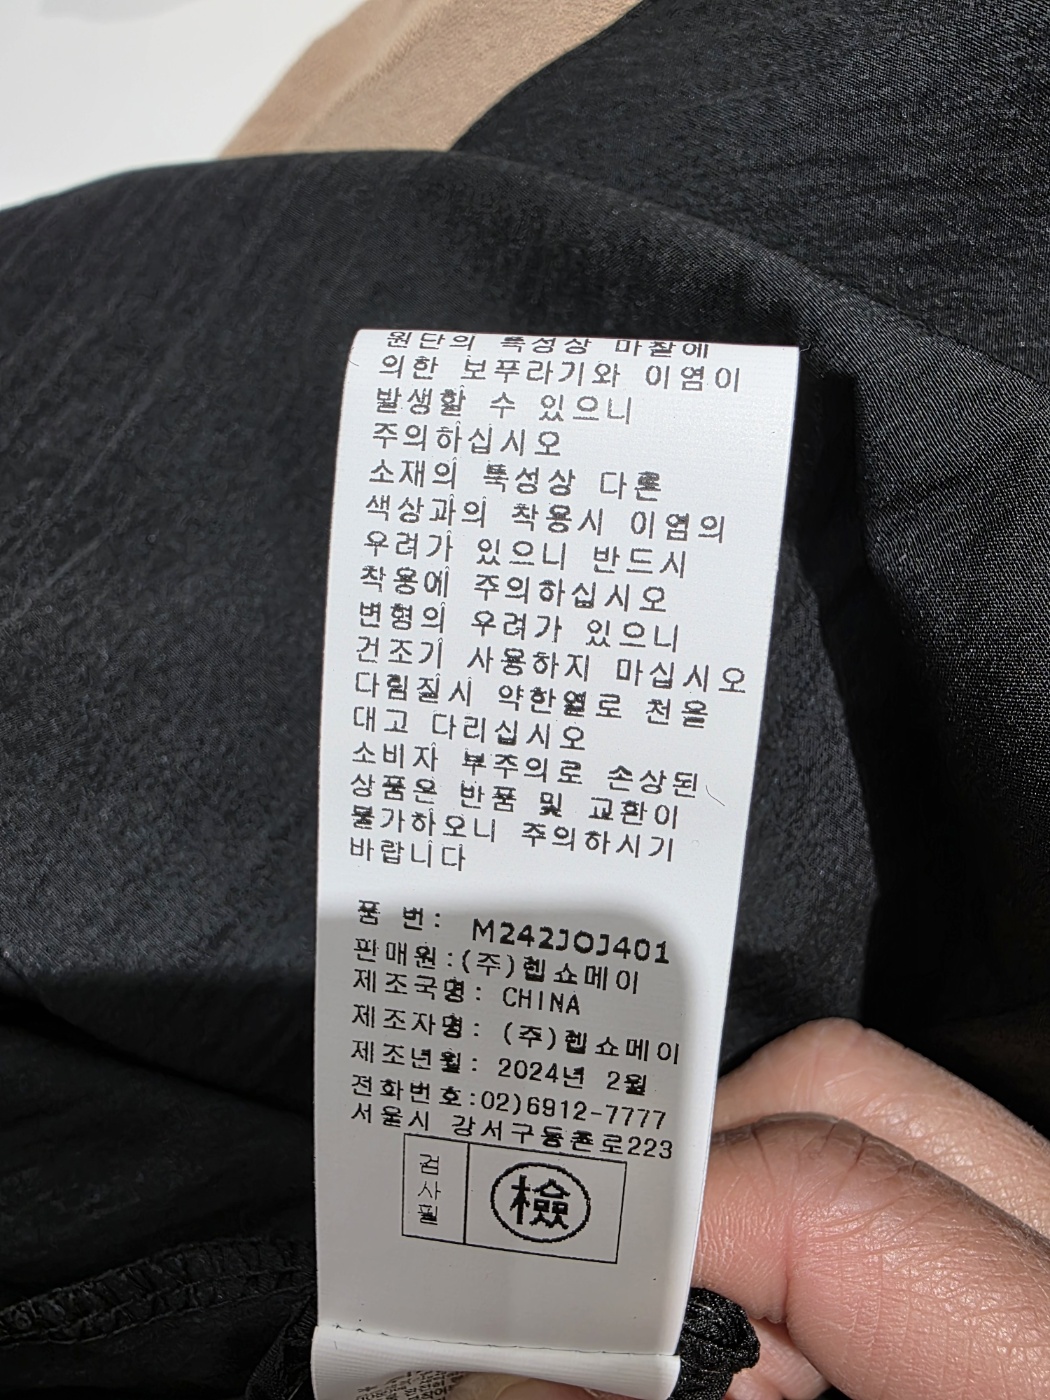 원단의 특성상 마찰에
의한 보푸라기와 이염이
발생할 수 있으니
주의하십시오
소재의 특성상 다른
색상과의 착용시 이염의
우려가 있으니 반드시
착용에 주의하십시오
변형의 우려가 있으니
건조기 사용하지 마십시오
다림질시 약한열로 천을
대고 다리십시오
소비자 부주의로 손상된
상품은 반품 및 교환이
불가하오니 주의하시기
바랍니다
품 번: M242JOJ401
판매원:(주)햅쇼메이
제조국명: CHINA
제조자명: (주)햅쇼메이
제조년월: 2024년 2월
전화번호:02)6912-7777
서울시 강서구등촌로223
검사필
檢